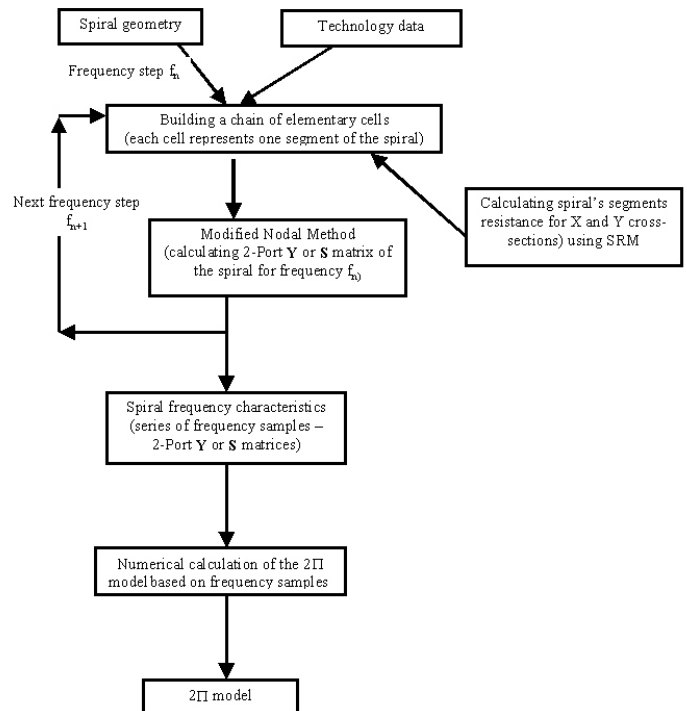 Spiral geometry
Technology data
Frequency step fn
Building a chain of elementary cells
(each cell represents one segment of the spiral)
Next frequency step
fn+1
Calculating spiral's segments
resistance for X and Y cross-
sections) using SRM
Modified Nodal Method
(calculating 2-Port Y or S matrix of
the spiral for frequency fn)
Spiral frequency characteristics
(series of frequency samples –
2-Port Y or S matrices)
Numerical calculation of the 2Π
model based on frequency samples
2Π model